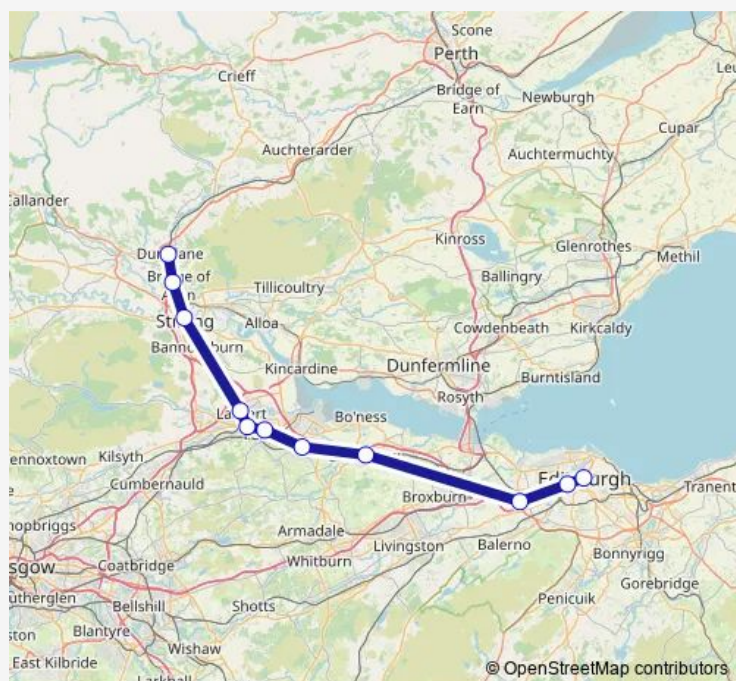 Scone
Perth
Crieff
Bridge of
Earn
Newburgh
Cupar
Auchterarder
Auchtermuchty
Callander
Kinross
Glenrothes
Methil
Ballingry
Tillicoultry
Alloa
Cowdenbeath
Kirkcaldy
Kincardine
Dunfermline
Burntisland
Rosyth
Bo'ness
Kilsyth
Cumbernauld
Broxburn
Tranent
Armadale
Livingston
Balerno
Bonnyrigg
Coatbridge
Whitburn
Gorebridge
Bellshill
Shotts
Penicuik
Blantyre
Wishaw
East Kilbride
© OpenStreetMap contributors